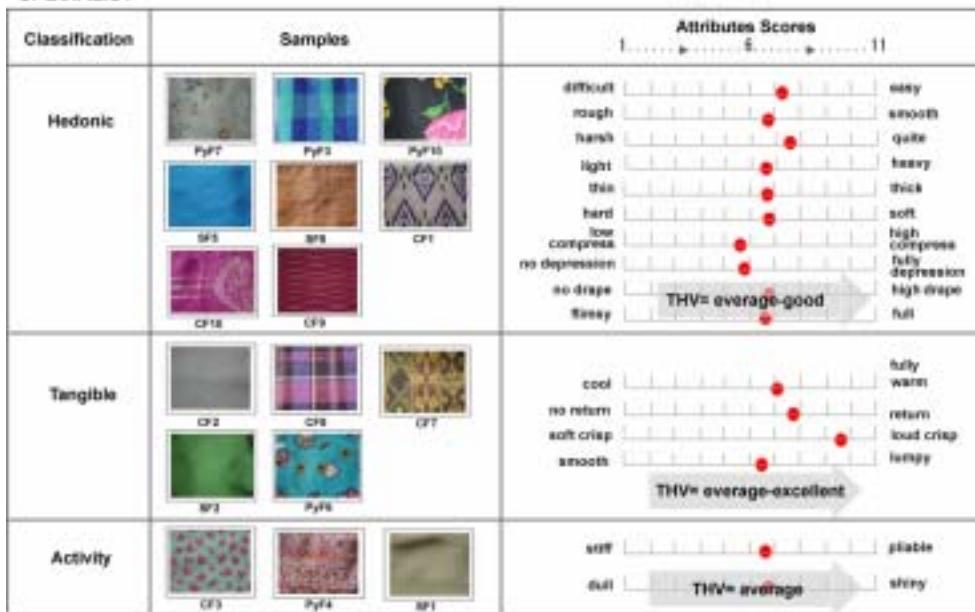 Classification Samples Attributes Scores
1 6 11
Hedonic
PyF7 PyF3 PyF10
SF5 SF6 CF1
CF10 CF9
difficult easy
rough smooth
harsh quite
light heavy
thin thick
hard soft
low compress high compress
no depression fully depression
no drape high drape
THV= everage-good
flimsy full
Tangible
CF2 CF6 CF7
SF2 PyF6
cool fully warm
no return return
soft crisp loud crisp
smooth lumpy
THV= everage-excellent
Activity
CF3 PyF4 SF1
stiff pliable
dull shiny
THV= average